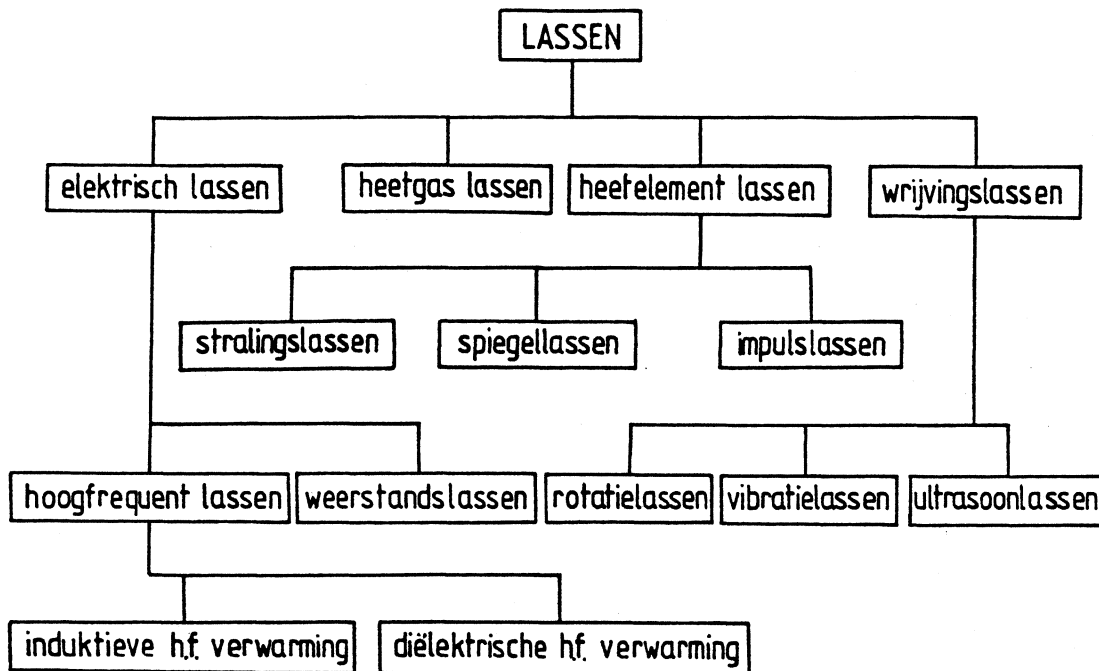 LASSEN
elektrisch lassen
heetgas lassen
heetelement lassen
wrijvingslassen
stralingslassen
spiegellassen
impulslassen
hoogfrequent lassen
weerstandslassen
rotatielassen
vibratielassen
ultrasoonlassen
induktieve h.f. verwarming
diëlektrische h.f. verwarming